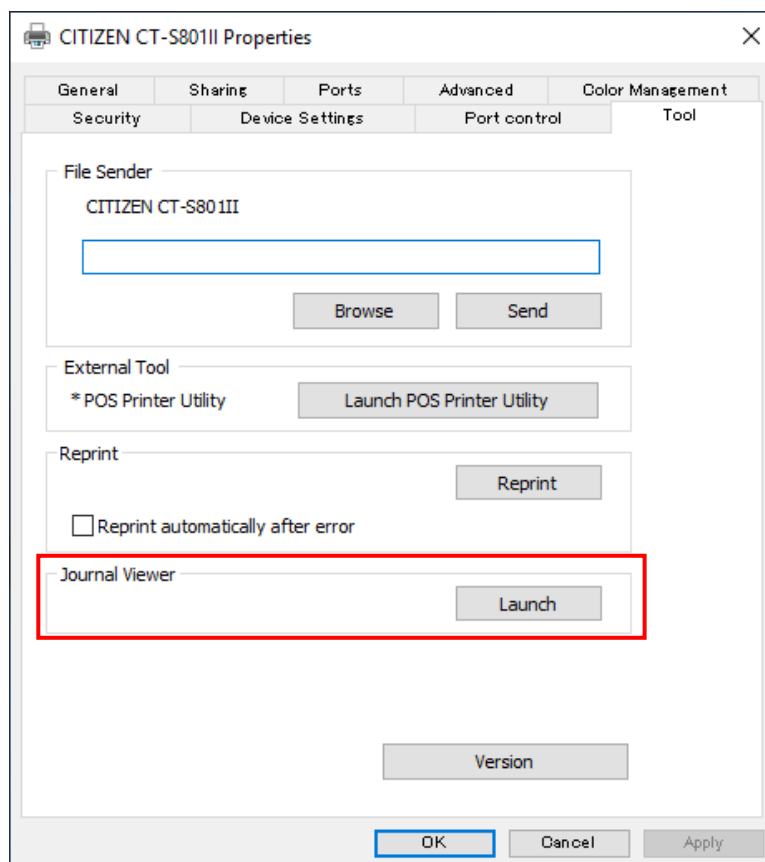 CITIZEN CT-S801II Properties
General Sharing Ports Advanced Color Management
Security Device Settings Port control Tool
File Sender
CITIZEN CT-S801II
Browse Send
External Tool
* POS Printer Utility Launch POS Printer Utility
Reprint
Reprint
Reprint automatically after error
Journal Viewer
Launch
Version
OK Cancel Apply